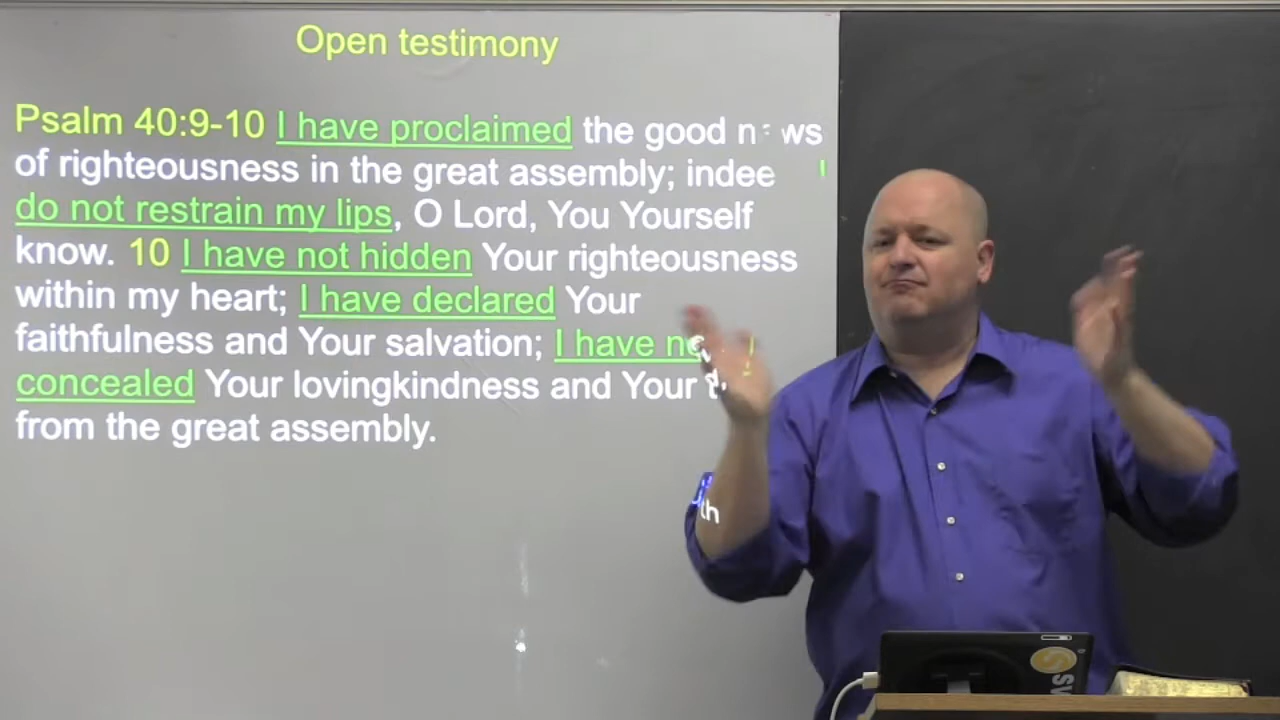 Open testimony
Psalm 40:9-10 I have proclaimed the good
of righteousness in the great assembly;
do not restrain my lips, O Lord, You Yourself
know. 10 I have not hidden Your righteousness
within my heart; I have declared Your
faithfulness and Your salvation; I have
concealed Your lovingkindness and Your
from the great assembly.